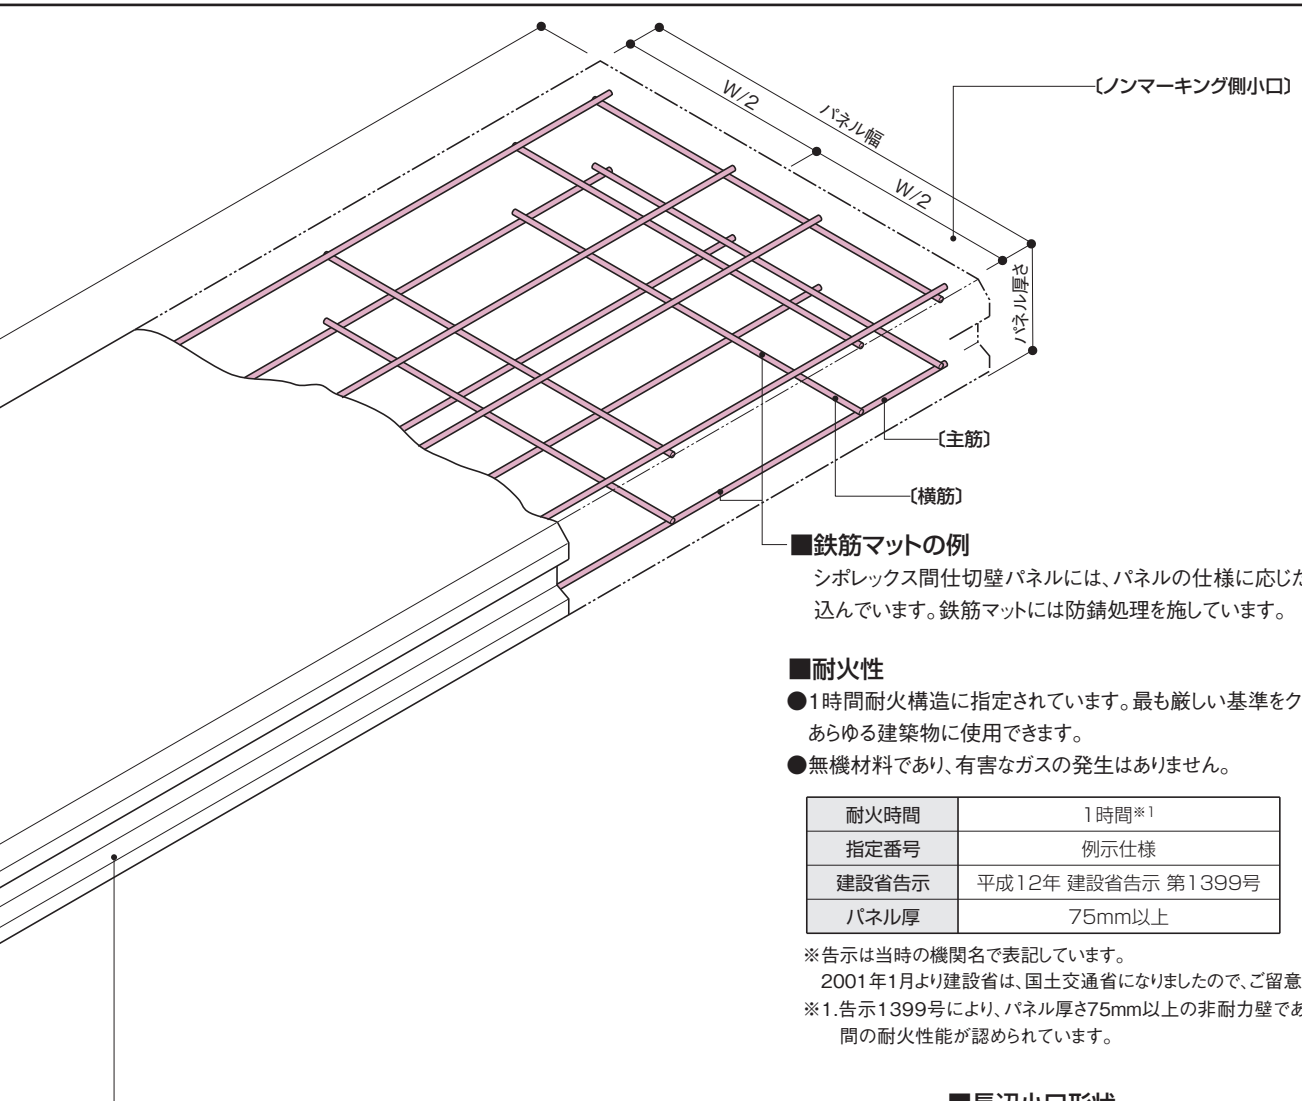 〔ノンマーキング側小口〕
W/2
パネル幅
W/2
パネル厚さ
〔主筋〕
〔横筋〕
■鉄筋マットの例
シポレックス間仕切壁パネルには、パネルの仕様に応じた
込んでいます。鉄筋マットには防錆処理を施しています。
■耐火性
●1時間耐火構造に指定されています。最も厳しい基準をク
あらゆる建築物に使用できます。
●無機材料であり、有害なガスの発生はありません。
耐火時間 1時間※1
指定番号 例示仕様
建設省告示 平成12年 建設省告示 第1399号
パネル厚 75mm以上
※告示は当時の機関名で表記しています。
2001年1月より建設省は、国土交通省になりましたので、ご留意
※1.告示1399号により、パネル厚さ75mm以上の非耐力壁であ
間の耐火性能が認められています。
■長辺小口形状